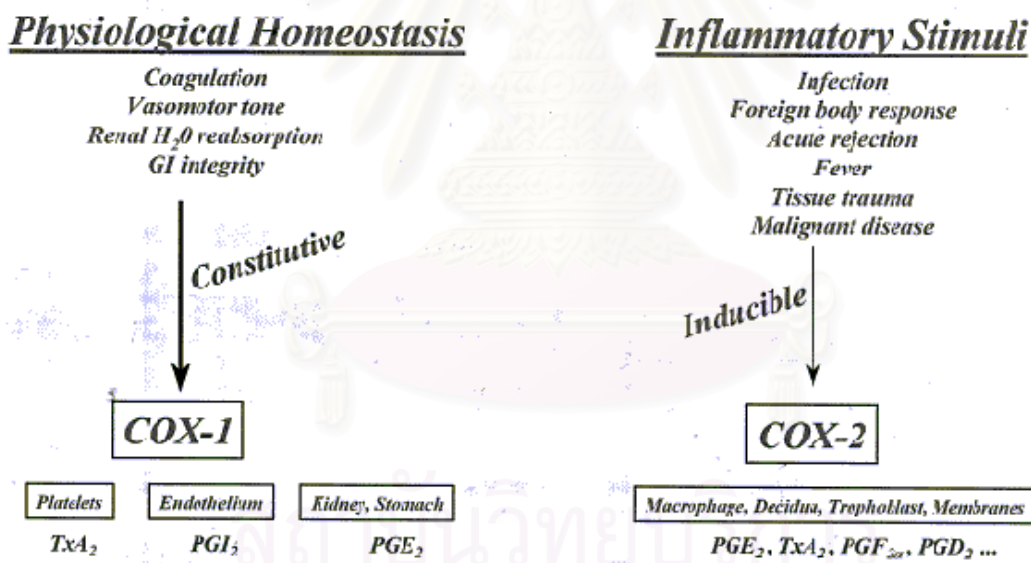 Physiological Homeostasis
Coagulation
Vasomotor tone
Renal H₂0 reabsorption
GI integrity
Constitutive
COX-1
Platelets
TxA₂
Endothelium
PGI₂
Kidney, Stomach
PGE₂
Inflammatory Stimuli
Infection
Foreign body response
Acute rejection
Fever
Tissue trauma
Malignant disease
Inducible
COX-2
Macrophage, Decidua, Trophoblast, Membranes
PGE₂, TxA₂, PGF₂α, PGD₂ ...